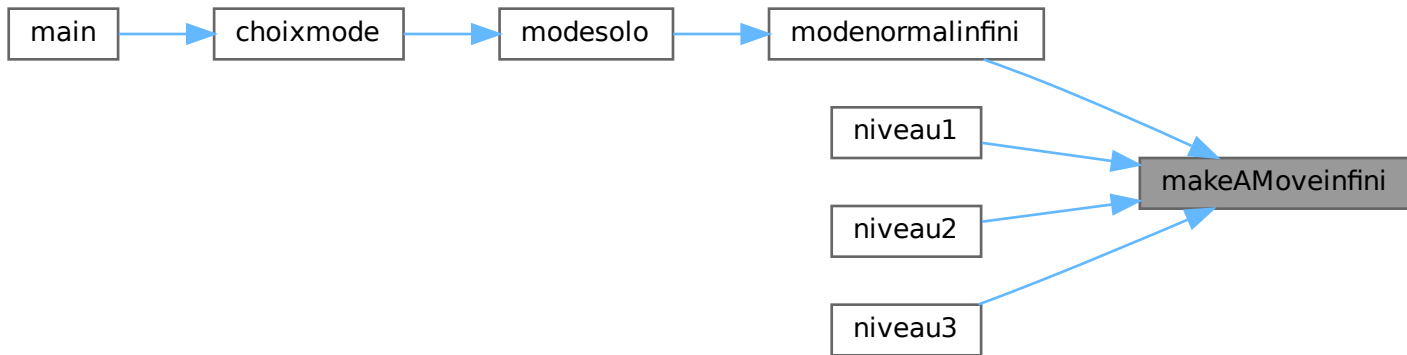 main
choixmode
modesolo
modenormalinfini
niveau1
makeAMoveinfini
niveau2
niveau3